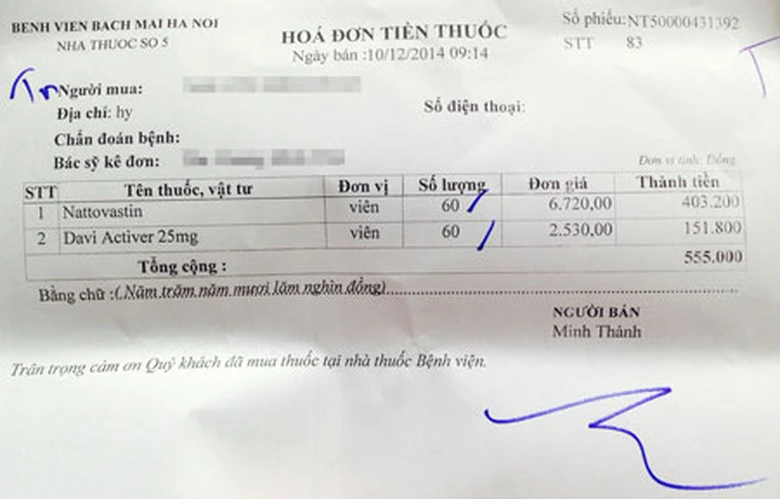 BENH VIEN BACH MAI HA NOI
NHA THUOC SO 5
HOÁ ĐƠN TIỀN THUỐC
Ngày bán :10/12/2014 09:14
Số phiếu:NT50000431392
STT 83
Người mua:
Địa chỉ: hy
Số điện thoại:
Chẩn đoán bệnh:
Bác sỹ kê đơn:
Đơn vị tính: Đồng
STT Tên thuốc, vật tư Đơn vị Số lượng Đơn giá Thành tiền
1 Nattovastin viên 60 6.720,00 403.200
2 Davi Activer 25mg viên 60 2.530,00 151.800
Tổng cộng : 555.000
Bằng chữ :( Năm trăm năm mươi lăm nghìn đồng)
NGƯỜI BÁN
Minh Thành
Trân trọng cảm ơn Quý khách đã mua thuốc tại nhà thuốc Bệnh viện.